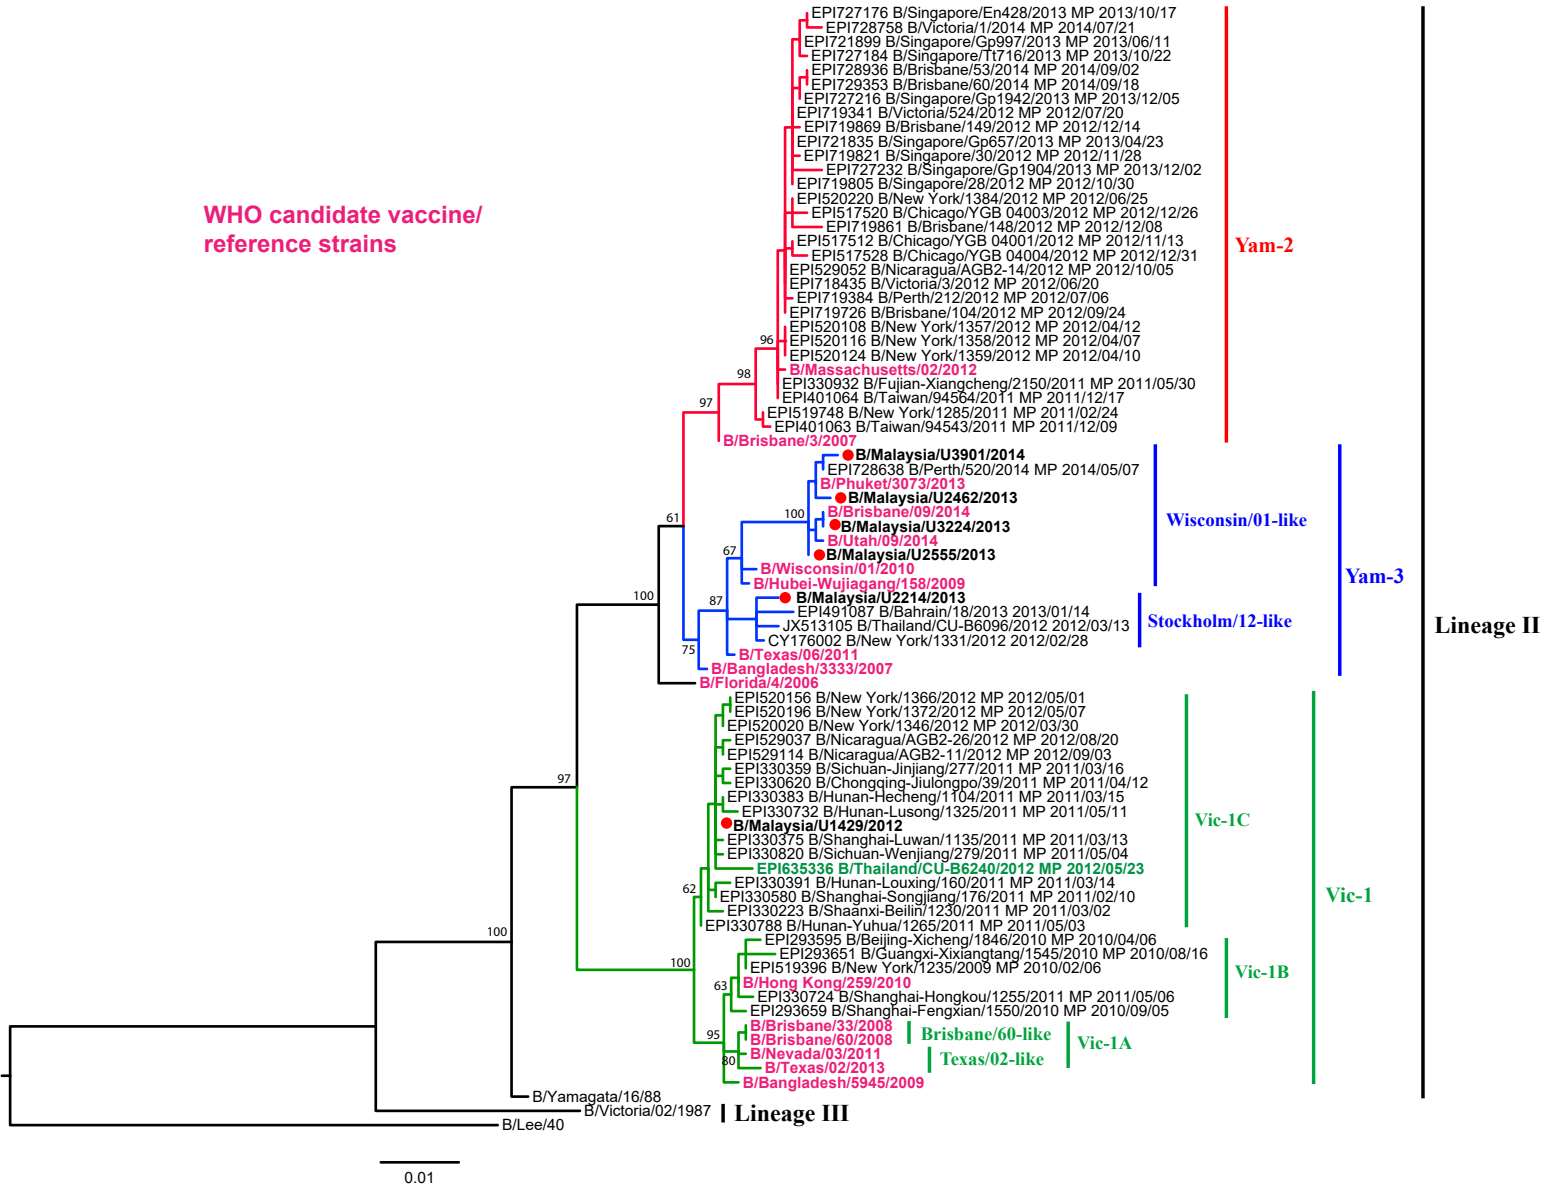 EPI727176 B/Singapore/En428/2013 MP 2013/10/17
EPI728758 B/Victoria/1/2014 MP 2014/07/21
EPI721899 B/Singapore/Gp997/2013 MP 2013/06/11
EPI727184 B/Singapore/Tt716/2013 MP 2013/10/22
EPI728936 B/Brisbane/53/2014 MP 2014/09/02
EPI729353 B/Brisbane/60/2014 MP 2014/09/18
EPI727216 B/Singapore/Gp1942/2013 MP 2013/12/05
EPI719341 B/Victoria/524/2012 MP 2012/07/20
EPI719869 B/Brisbane/149/2012 MP 2012/12/14
EPI721835 B/Singapore/Gp657/2013 MP 2013/04/23
EPI719821 B/Singapore/30/2012 MP 2012/11/28
EPI727232 B/Singapore/Gp1904/2013 MP 2013/12/02
EPI719805 B/Singapore/28/2012 MP 2012/10/30
EPI520220 B/New York/1384/2012 MP 2012/06/25
WHO candidate vaccine/
reference strains
EPI517520 B/Chicago/YGB 04003/2012 MP 2012/12/26
EPI719861 B/Brisbane/148/2012 MP 2012/12/08
EPI517512 B/Chicago/YGB 04001/2012 MP 2012/11/13
Yam-2
EPI517528 B/Chicago/YGB 04004/2012 MP 2012/12/31
EPI529052 B/Nicaragua/AGB2-14/2012 MP 2012/10/05
EPI718435 B/Victoria/3/2012 MP 2012/06/20
EPI719384 B/Perth/212/2012 MP 2012/07/06
EPI719726 B/Brisbane/104/2012 MP 2012/09/24
EPI520108 B/New York/1357/2012 MP 2012/04/12
96
EPI520116 B/New York/1358/2012 MP 2012/04/07
EPI520124 B/New York/1359/2012 MP 2012/04/10
B/Massachusetts/02/2012
98
EPI330932 B/Fujian-Xiangcheng/2150/2011 MP 2011/05/30
EPI401064 B/Taiwan/94564/2011 MP 2011/12/17
97
EPI519748 B/New York/1285/2011 MP 2011/02/24
EPI401063 B/Taiwan/94543/2011 MP 2011/12/09
B/Brisbane/3/2007
B/Malaysia/U3901/2014
EPI728638 B/Perth/520/2014 MP 2014/05/07
B/Phuket/3073/2013
B/Malaysia/U2462/2013
100
B/Brisbane/09/2014
61
Wisconsin/01-like
B/Malaysia/U3224/2013
B/Utah/09/2014
67
B/Malaysia/U2555/2013
B/Wisconsin/01/2010
Yam-3
B/Hubei-Wujiagang/158/2009
100
87
B/Malaysia/U2214/2013
EPI491087 B/Bahrain/18/2013 2013/01/14
Stockholm/12-like
Lineage II
JX513105 B/Thailand/CU-B6096/2012 2012/03/13
CY176002 B/New York/1331/2012 2012/02/28
75
B/Texas/06/2011
B/Bangladesh/3333/2007
B/Florida/4/2006
EPI520156 B/New York/1366/2012 MP 2012/05/01
EPI520196 B/New York/1372/2012 MP 2012/05/07
EPI520020 B/New York/1346/2012 MP 2012/03/30
EPI529037 B/Nicaragua/AGB2-26/2012 MP 2012/08/20
EPI529114 B/Nicaragua/AGB2-11/2012 MP 2012/09/03
EPI330359 B/Sichuan-Jinjiang/277/2011 MP 2011/03/16
97
EPI330620 B/Chongqing-Jiulongpo/39/2011 MP 2011/04/12
EPI330383 B/Hunan-Hecheng/1104/2011 MP 2011/03/15
EPI330732 B/Hunan-Lusong/1325/2011 MP 2011/05/11
Vic-1C
B/Malaysia/U1429/2012
EPI330375 B/Shanghai-Luwan/1135/2011 MP 2011/03/13
EPI330820 B/Sichuan-Wenjiang/279/2011 MP 2011/05/04
EPI635336 B/Thailand/CU-B6240/2012 MP 2012/05/23
62
EPI330391 B/Hunan-Louxing/160/2011 MP 2011/03/14
Vic-1
EPI330580 B/Shanghai-Songjiang/176/2011 MP 2011/02/10
EPI330223 B/Shaanxi-Beilin/1230/2011 MP 2011/03/02
EPI330788 B/Hunan-Yuhua/1265/2011 MP 2011/05/03
100
EPI293595 B/Beijing-Xicheng/1846/2010 MP 2010/04/06
EPI293651 B/Guangxi-Xixiangtang/1545/2010 MP 2010/08/16
100
EPI519396 B/New York/1235/2009 MP 2010/02/06
Vic-1B
63
B/Hong Kong/259/2010
EPI330724 B/Shanghai-Hongkou/1255/2011 MP 2011/05/06
EPI293659 B/Shanghai-Fengxian/1550/2010 MP 2010/09/05
B/Brisbane/33/2008
95
Brisbane/60-like
B/Brisbane/60/2008
Vic-1A
B/Nevada/03/2011
80
Texas/02-like
B/Texas/02/2013
B/Bangladesh/5945/2009
B/Yamagata/16/88
B/Victoria/02/1987
Lineage III
B/Lee/40
0.01